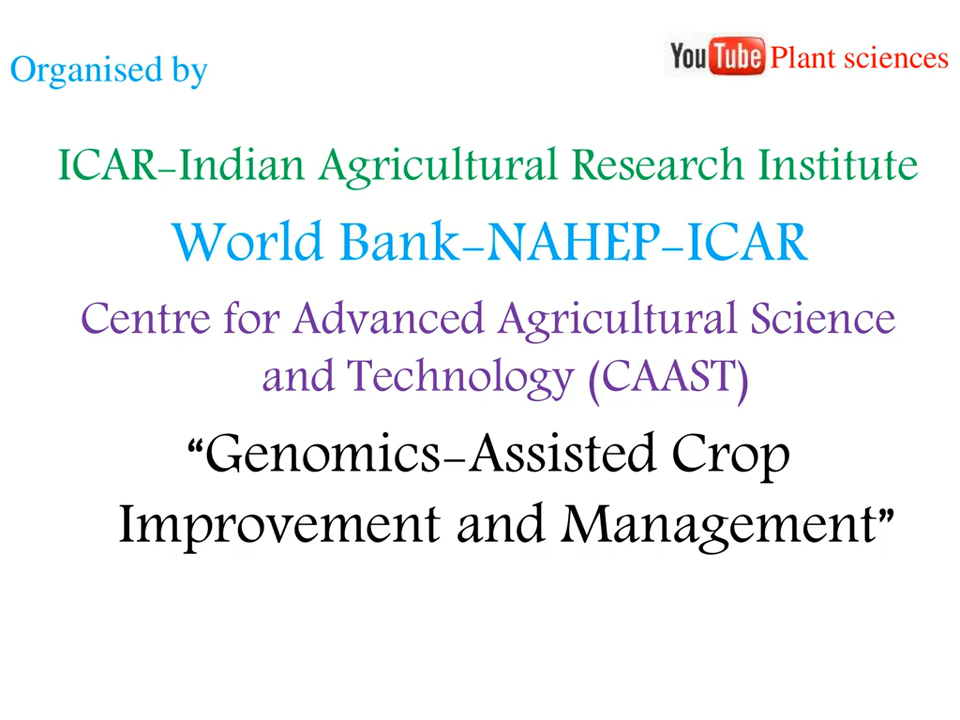 Organised by
YouTube Plant sciences
ICAR-Indian Agricultural Research Institute
World Bank-NAHEP-ICAR
Centre for Advanced Agricultural Science
and Technology (CAAST)
“Genomics-Assisted Crop
Improvement and Management”